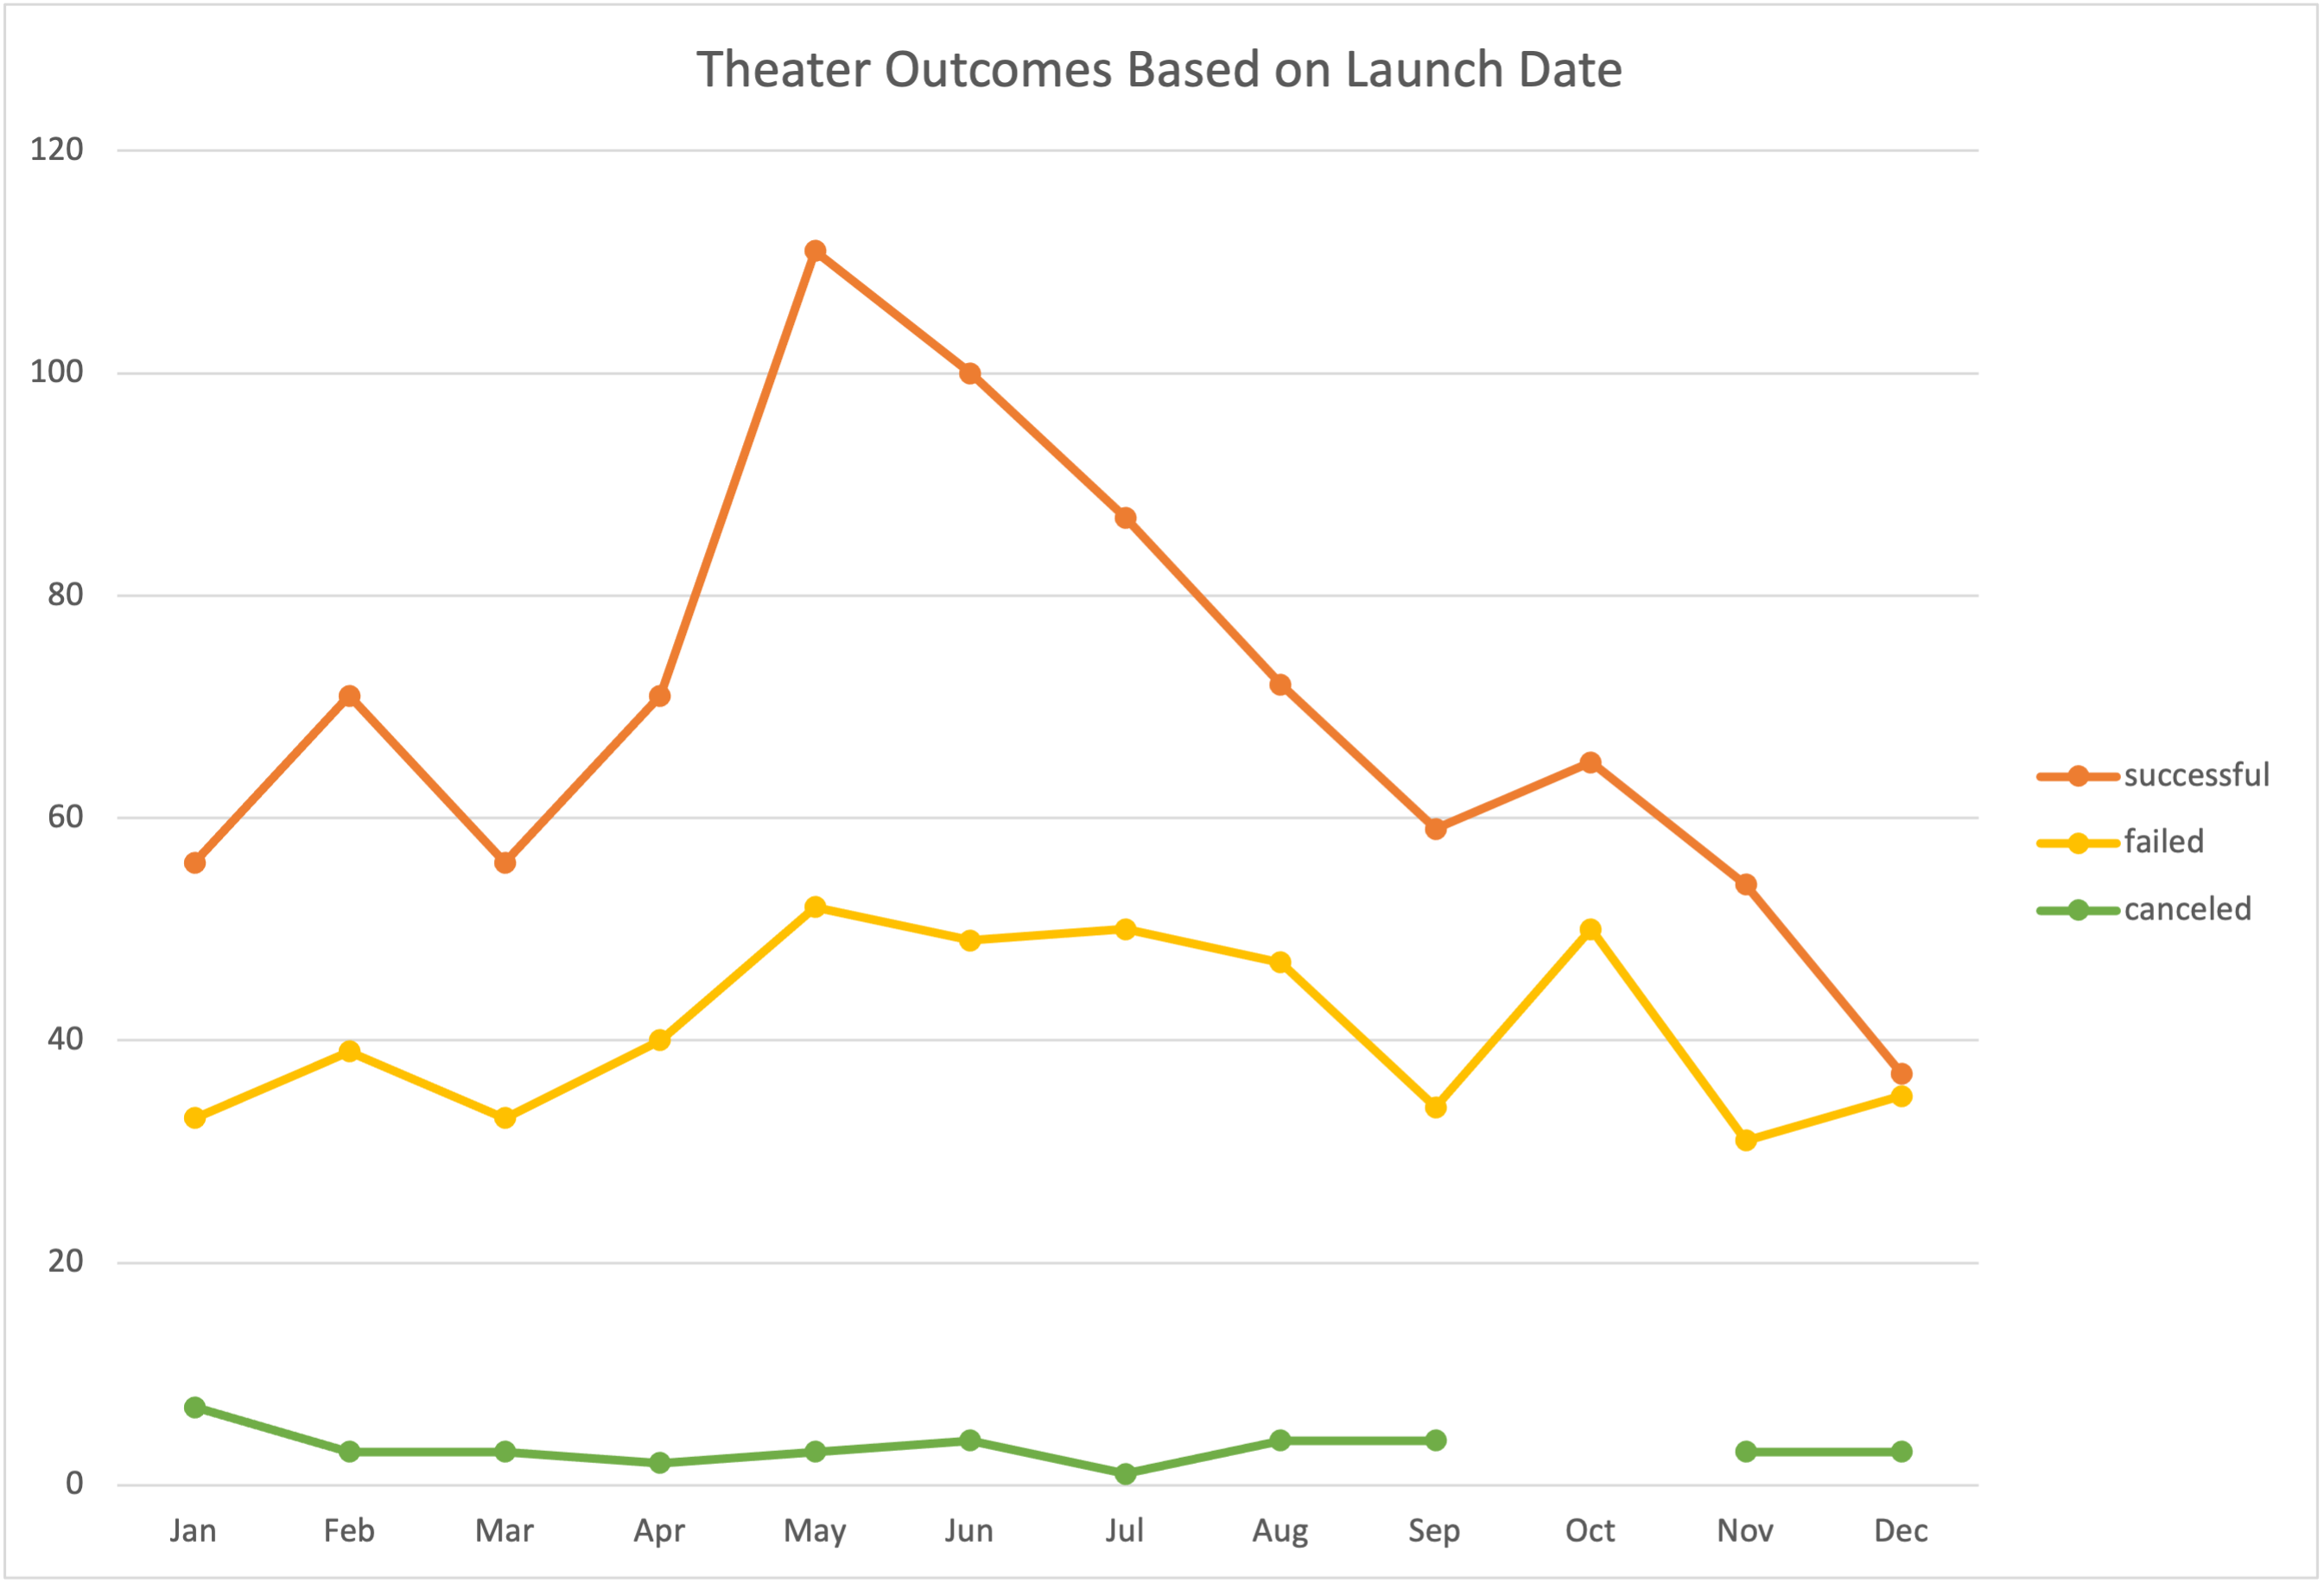 Theater Outcomes Based on Launch Date
120
100
80
60
40
20
0
Jan Feb Mar Apr May Jun Jul Aug Sep Oct Nov Dec
successful
failed
canceled